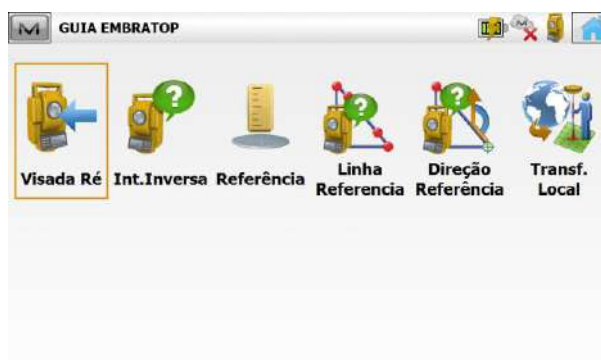 GUIA EMBRATOP
Visada Ré
Int.Inversa
Referência
Linha
Referencia
Direção
Referência
Transf.
Local